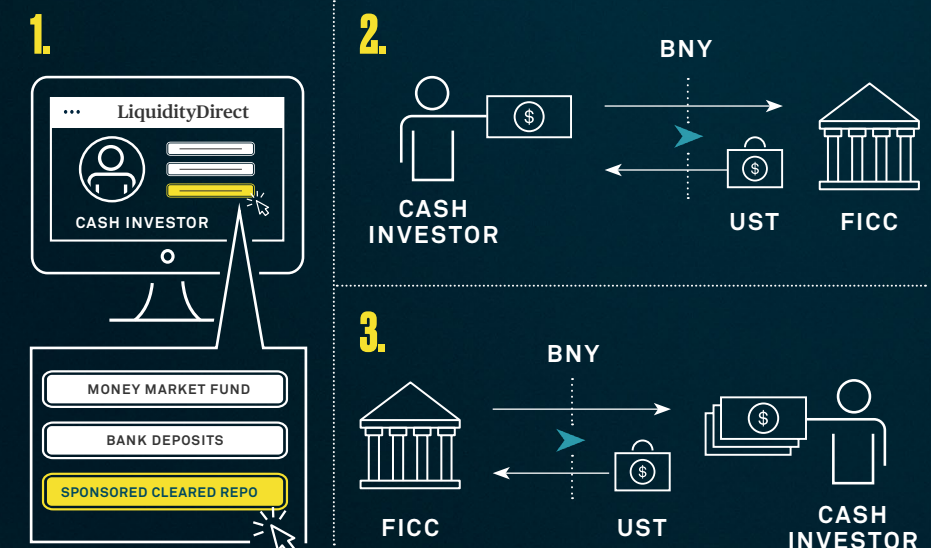 1.
LiquidityDirect
CASH INVESTOR
MONEY MARKET FUND
BANK DEPOSITS
SPONSORED CLEARED REPO
2.
BNY
$
$
CASH
INVESTOR
UST
FICC
3.
BNY
$
$
FICC
UST
CASH
INVESTOR